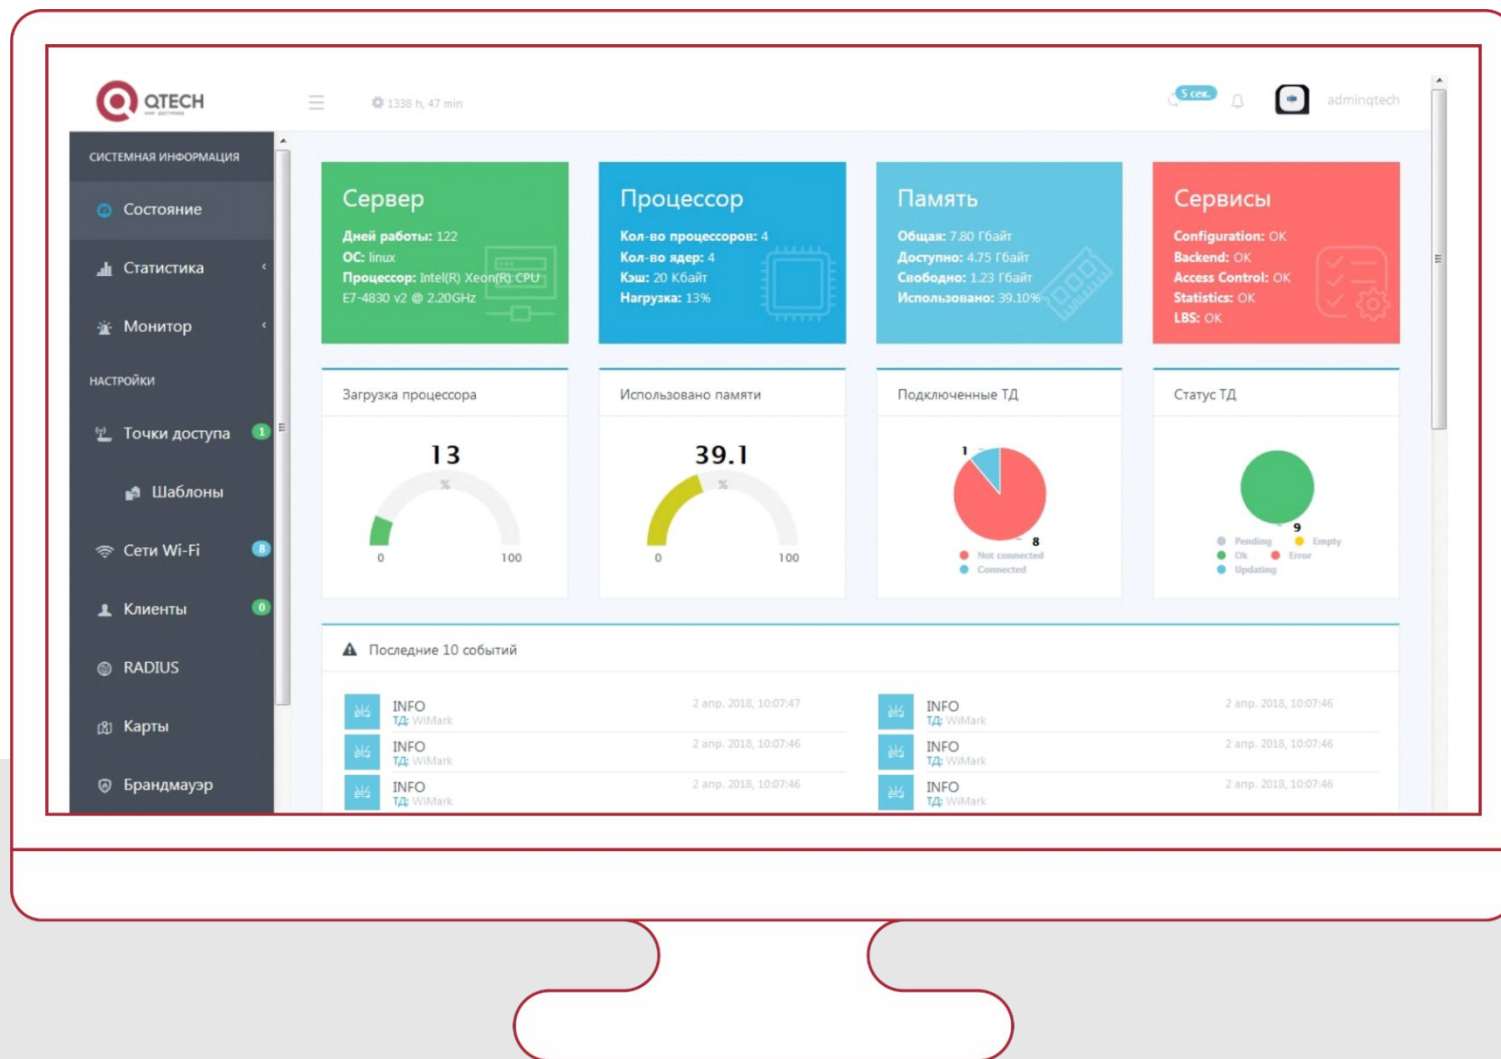 QTECH
1338 h, 47 min
5 сек.
adminqtech
СИСТЕМНАЯ ИНФОРМАЦИЯ
Состояние
Статистика
Монитор
НАСТРОЙКИ
Точки доступа 1
Шаблоны
Сети Wi-Fi 8
Клиенты 0
RADIUS
Карты
Брандмауэр
Сервер
Дней работы: 122
ОС: linux
Процессор: Intel(R) Xeon(R) CPU
E7-4830 v2 @ 2.20GHz
Процессор
Кол-во процессоров: 4
Кол-во ядер: 4
Кэш: 20 Кбайт
Нагрузка: 13%
Память
Общая: 7.80 Гбайт
Доступно: 4.75 Гбайт
Свободно: 1.23 Гбайт
Использовано: 39.10%
Сервисы
Configuration: OK
Backend: OK
Access Control: OK
Statistics: OK
LBS: OK
Загрузка процессора
13
%
0 100
Использовано памяти
39.1
%
0 100
Подключенные ТД
1
8
Not connected
Connected
Статус ТД
9
Pending Empty
Ok Error
Updating
Последние 10 событий
INFO 2 апр. 2018, 10:07:47
ТД: WiMark
INFO 2 апр. 2018, 10:07:46
ТД: WiMark
INFO 2 апр. 2018, 10:07:46
ТД: WiMark
INFO 2 апр. 2018, 10:07:46
ТД: WiMark
INFO 2 апр. 2018, 10:07:46
ТД: WiMark
INFO 2 апр. 2018, 10:07:46
ТД: WiMark